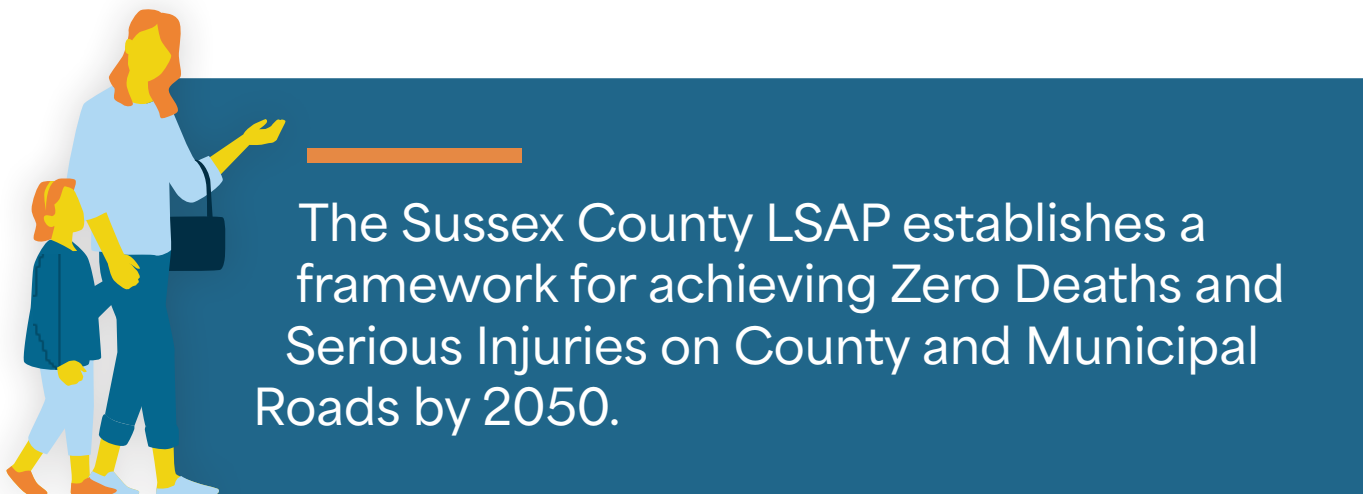 The Sussex County LSAP establishes a
framework for achieving Zero Deaths and
Serious Injuries on County and Municipal
Roads by 2050.